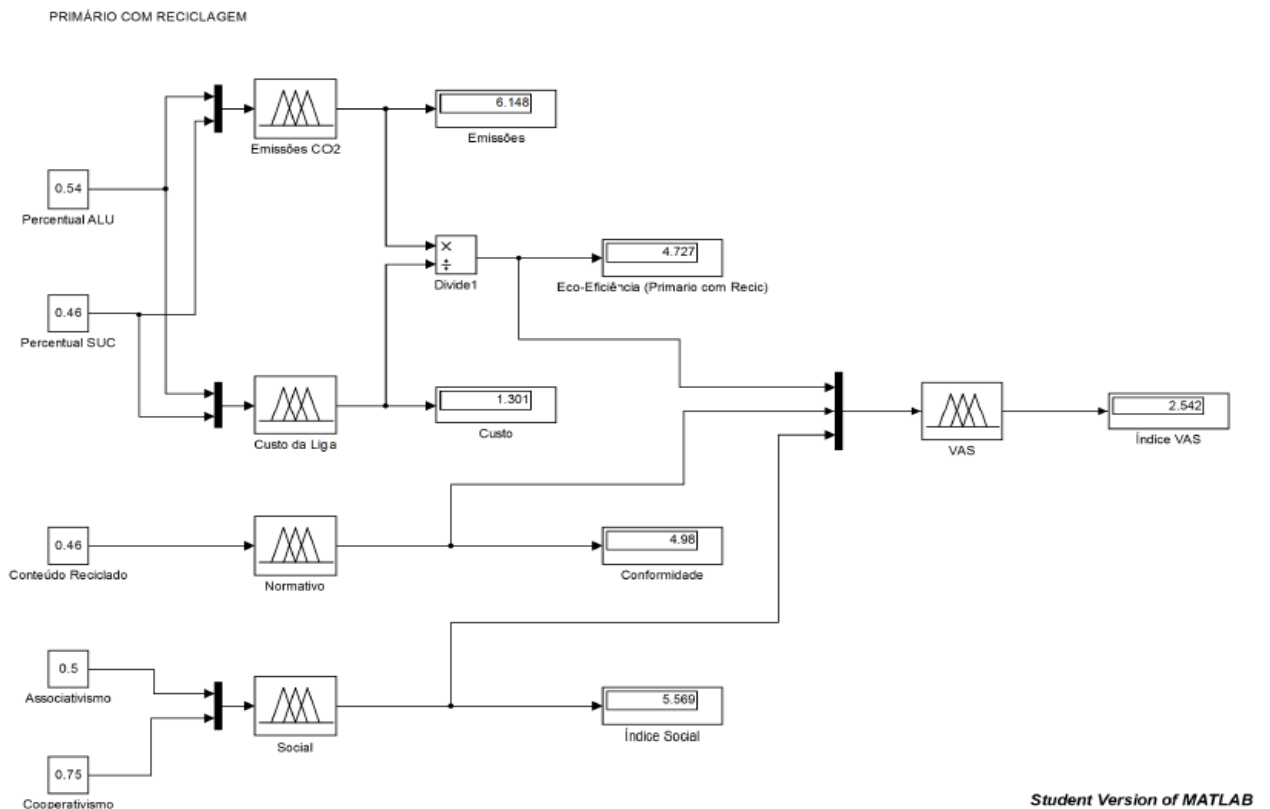 PRIMÁRIO COM RECICLAGEM
6.148
Emissões CO2
Emissões
0.54
Percentual ALU
×
÷
4.727
Divide1
Eco-Eficiência (Primario com Recic)
0.46
Percentual SUC
1.301
Custo da Liga
Custo
2.542
VAS
Índice VAS
0.46
4.98
Conteúdo Reciclado
Normativo
Conformidade
0.5
Associativismo
5.569
Social
Índice Social
0.75
Cooperativismo
Student Version of MATLAB